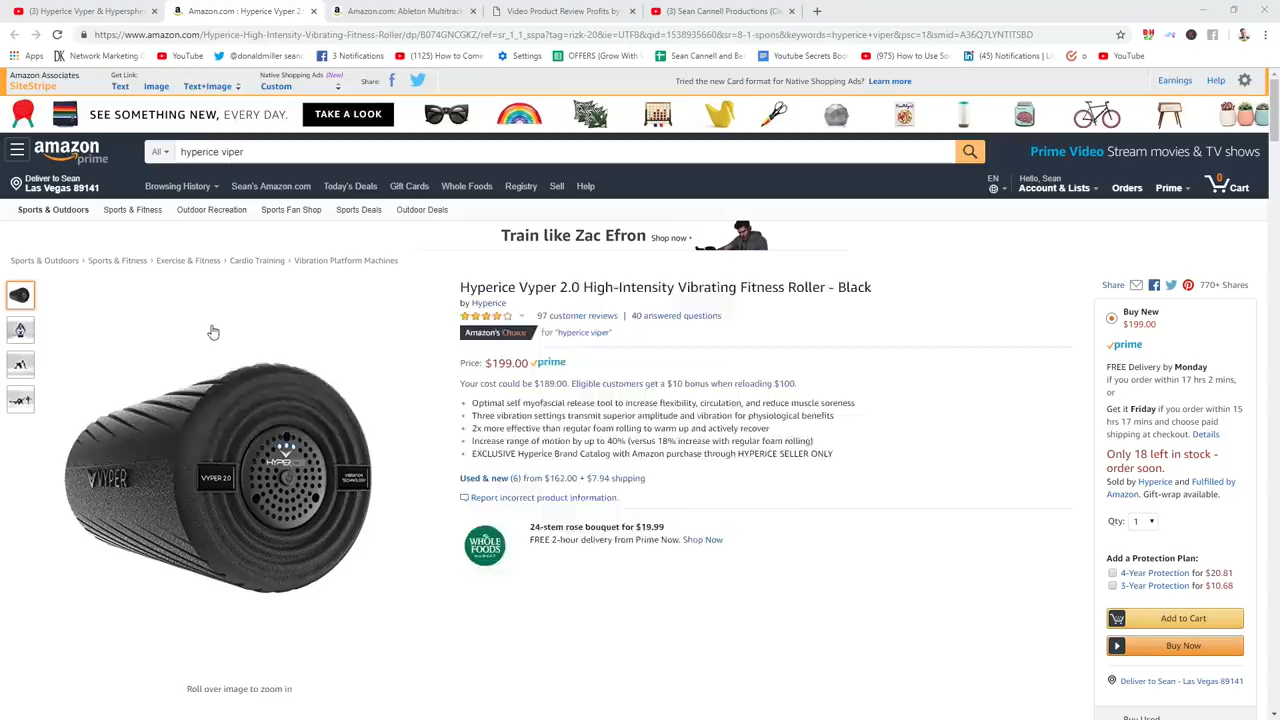 (3) Hyperice Vyper & Hypersphe
Amazon.com : Hyperice Viper 2.
Amazon.com: Ableton Multitrack
Video Product Review Profits by
(3) Sean Cannell Productions (Cle
https://www.amazon.com/Hyperice-High-Intensity-Vibrating-Fitness-Roller/dp/B074GNCGKZ/ref=sr_1_1_sspa?tag=rizk-20&ie=UTF8&qid=1538935660&sr=8-1-spons&keywords=hyperice+viper&psc=1&smid=A36Q7LYNTITSBD
Apps
Network Marketing
YouTube
@donaldmiller sean
3 Notifications
(1125) How to Come
Settings
OFFERS (Grow With
Sean Cannell and Be
Youtube Secrets Boo
(975) How to Use So
(45) Notifications | Li
YouTube
Amazon Associates
SiteStripe
Get Link:
Text Image Text+Image
Native Shopping Ads (New)
Custom
Share:
Tried the new Card format for Native Shopping Ads? Learn more
Earnings Help
SEE SOMETHING NEW, EVERY DAY. TAKE A LOOK
amazon
prime
All
hyperice viper
Prime Video Stream movies & TV shows
Deliver to Sean
Las Vegas 89141
Browsing History Sean's Amazon.com Today's Deals Gift Cards Whole Foods Registry Sell Help
EN
Hello, Sean
Account & Lists Orders Prime 0 Cart
Sports & Outdoors Sports & Fitness Outdoor Recreation Sports Fan Shop Sports Deals Outdoor Deals
Train like Zac Efron Shop now ›
Sports & Outdoors › Sports & Fitness › Exercise & Fitness › Cardio Training › Vibration Platform Machines
Hyperice Vyper 2.0 High-Intensity Vibrating Fitness Roller - Black
by Hyperice
97 customer reviews | 40 answered questions
Amazon's Choice for "hyperice viper"
Price: $199.00 prime
Your cost could be $189.00. Eligible customers get a $10 bonus when reloading $100.
Optimal self myofascial release tool to increase flexibility, circulation, and reduce muscle soreness
Three vibration settings transmit superior amplitude and vibration for physiological benefits
2x more effective than regular foam rolling to warm up and actively recover
Increase range of motion by up to 40% (versus 18% increase with regular foam rolling)
EXCLUSIVE Hyperice Brand Catalog with Amazon purchase through HYPERICE SELLER ONLY
Used & new (6) from $162.00 + $7.94 shipping
Report incorrect product information.
WHOLE
FOODS
MARKET
24-stem rose bouquet for $19.99
FREE 2-hour delivery from Prime Now. Shop Now
VYPER
VYPER 2.0
HYPERICE
VIBRATION
TECHNOLOGY
Roll over image to zoom in
Share 770+ Shares
Buy New
$199.00
prime
FREE Delivery by Monday
if you order within 17 hrs 2 mins,
or
Get it Friday if you order within 15
hrs 17 mins and choose paid
shipping at checkout. Details
Only 18 left in stock -
order soon.
Sold by Hyperice and Fulfilled by
Amazon. Gift-wrap available.
Qty: 1
Add a Protection Plan:
4-Year Protection for $20.81
3-Year Protection for $10.68
Add to Cart
Buy Now
Deliver to Sean - Las Vegas 89141
Buy Used